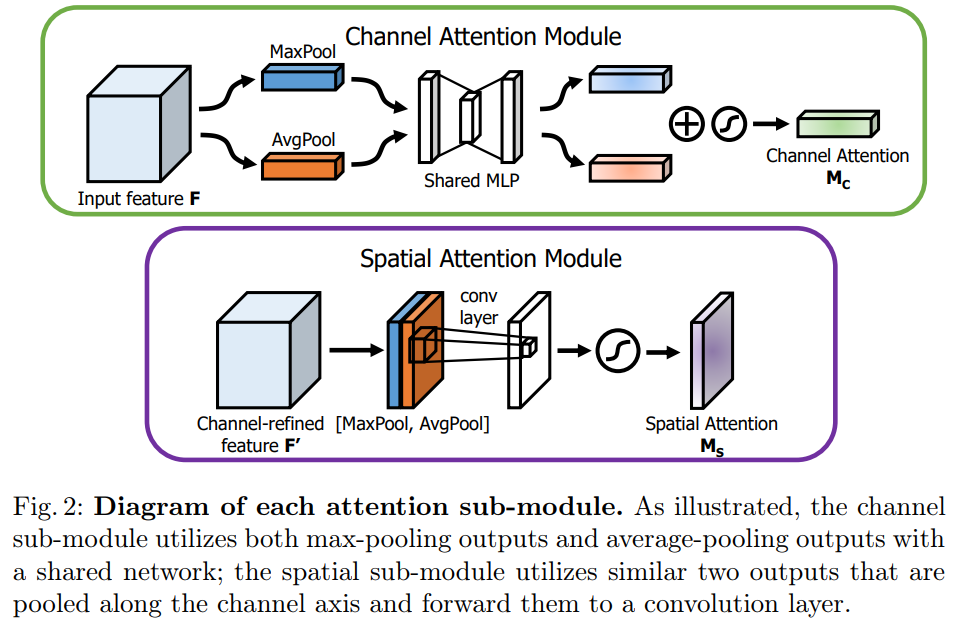 Channel Attention Module
MaxPool
AvgPool
Input feature F
Shared MLP
Channel Attention
M_C
Spatial Attention Module
conv
layer
Channel-refined
feature F’
[MaxPool, AvgPool]
Spatial Attention
M_S
Fig. 2: Diagram of each attention sub-module. As illustrated, the channel
sub-module utilizes both max-pooling outputs and average-pooling outputs with
a shared network; the spatial sub-module utilizes similar two outputs that are
pooled along the channel axis and forward them to a convolution layer.